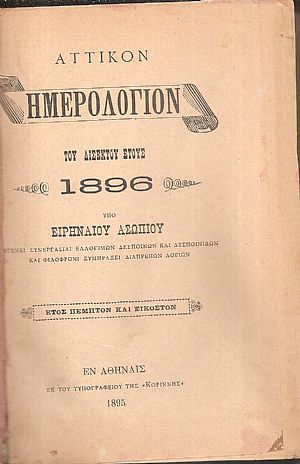 ΑΤΤΙΚΟΝ
ΗΜΕΡΟΛΟΓΙΟΝ
ΤΟΥ ΔΙΣΕΚΤΟΥ ΕΤΟΥΣ
1896
ΥΠΟ
ΕΙΡΗΝΑΙΟΥ ΑΣΩΠΙΟΥ
ΕΥΓΕΝΕΙ ΣΥΝΕΡΓΑΣΙΑΙ ΕΛΛΟΓΙΜΩΝ ΔΕΣΠΟΙΝΩΝ ΚΑΙ ΔΕΣΠΟΙΝΙΔΩΝ
ΚΑΙ ΦΙΛΟΦΡΟΝΙ ΣΥΜΠΡΑΞΕΙ ΔΙΑΠΡΕΠΩΝ ΛΟΓΙΩΝ
ΕΤΟΣ ΠΕΜΠΤΟΝ ΚΑΙ ΕΙΚΟΣΤΟΝ
ΕΝ ΑΘΗΝΑΙΣ
ΕΚ ΤΟΥ ΤΥΠΟΓΡΑΦΕΙΟΥ ΤΗΣ «ΚΟΡΙΝΝΗΣ»
1895